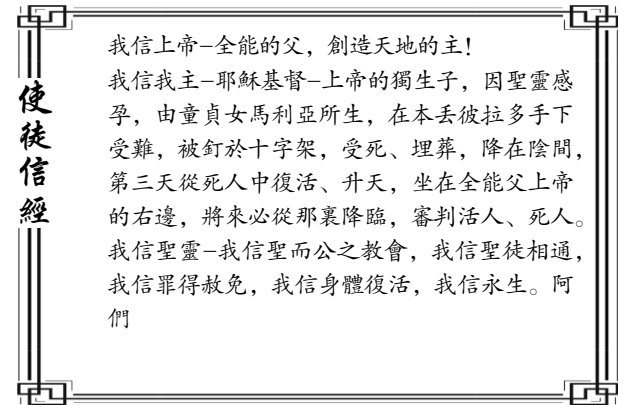 使徒信經
我信上帝–全能的父，創造天地的主！
我信我主–耶穌基督–上帝的獨生子，因聖靈感
孕，由童貞女馬利亞所生，在本丟彼拉多手下
受難，被釘於十字架，受死、埋葬，降在陰間，
第三天從死人中復活、升天，坐在全能父上帝
的右邊，將來必從那裏降臨，審判活人、死人。
我信聖靈–我信聖而公之教會，我信聖徒相通，
我信罪得赦免，我信身體復活，我信永生。阿
們